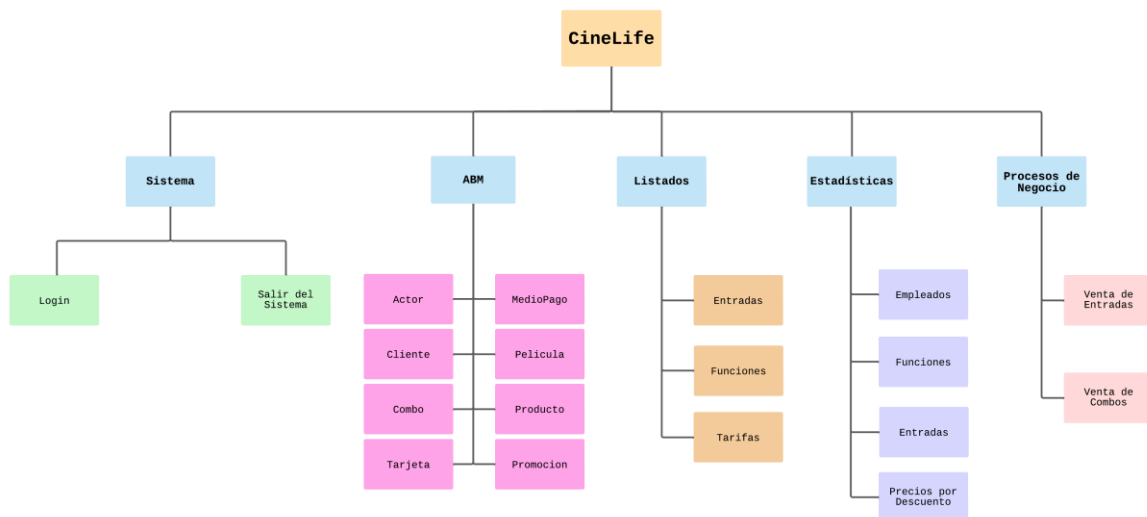 CineLife
Sistema
ABM
Listados
Estadísticas
Procesos de
Negocio
Login
Salir del
Sistema
Actor
MedioPago
Cliente
Pelicula
Combo
Producto
Tarjeta
Promocion
Entradas
Funciones
Tarifas
Empleados
Funciones
Entradas
Precios por
Descuento
Venta de
Entradas
Venta de
Combos